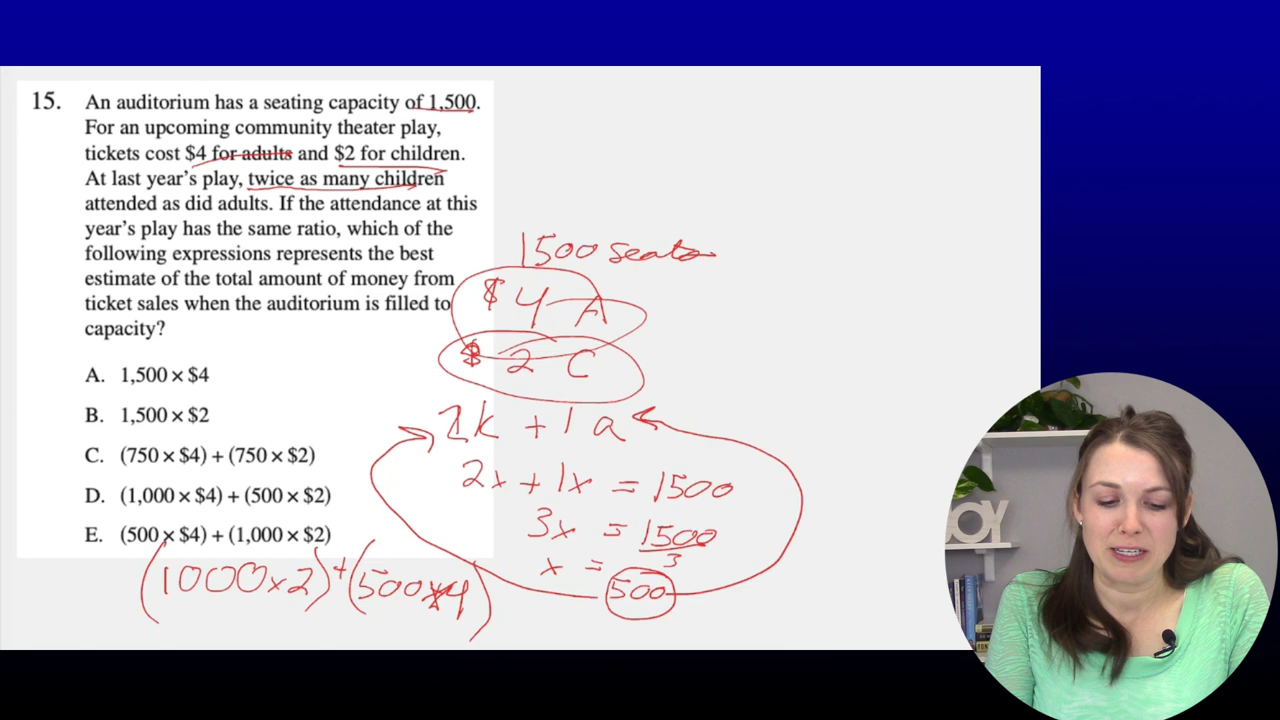 15. An auditorium has a seating capacity of 1,500.
For an upcoming community theater play,
tickets cost $4 for adults and $2 for children.
At last year's play, twice as many children
attended as did adults. If the attendance at this
year's play has the same ratio, which of the
following expressions represents the best
estimate of the total amount of money from
ticket sales when the auditorium is filled to
capacity?
A. 1,500 × $4
B. 1,500 × $2
C. (750 × $4) + (750 × $2)
D. (1,000 × $4) + (500 × $2)
E. (500 × $4) + (1,000 × $2)
1500 seats
$4 A
$2 C
2k + 1a
2x + 1x = 1500
3x = 1500
3
x = 500
(1000 × 2) + (500 × 4)
OY